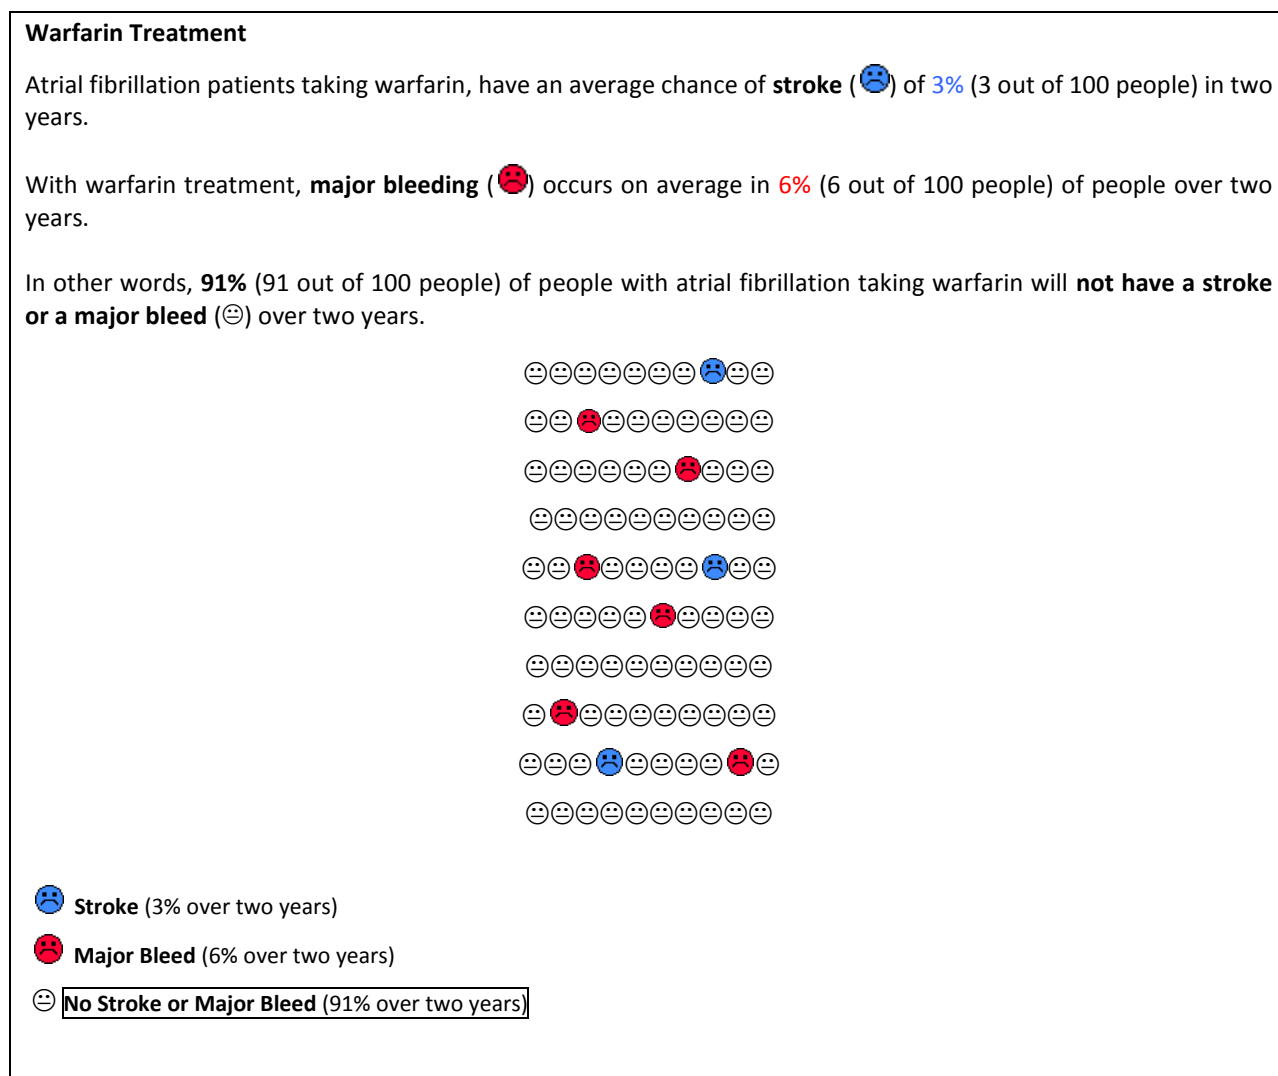 Warfarin Treatment
Atrial fibrillation patients taking warfarin, have an average chance of stroke (☹) of 3% (3 out of 100 people) in two
years.
With warfarin treatment, major bleeding (☹) occurs on average in 6% (6 out of 100 people) of people over two
years.
In other words, 91% (91 out of 100 people) of people with atrial fibrillation taking warfarin will not have a stroke
or a major bleed (😐) over two years.
Stroke (3% over two years)
Major Bleed (6% over two years)
No Stroke or Major Bleed (91% over two years)